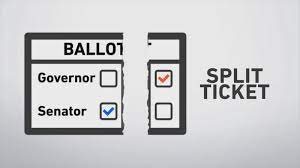 BALLOT
Governor
Senator
SPLIT
TICKET